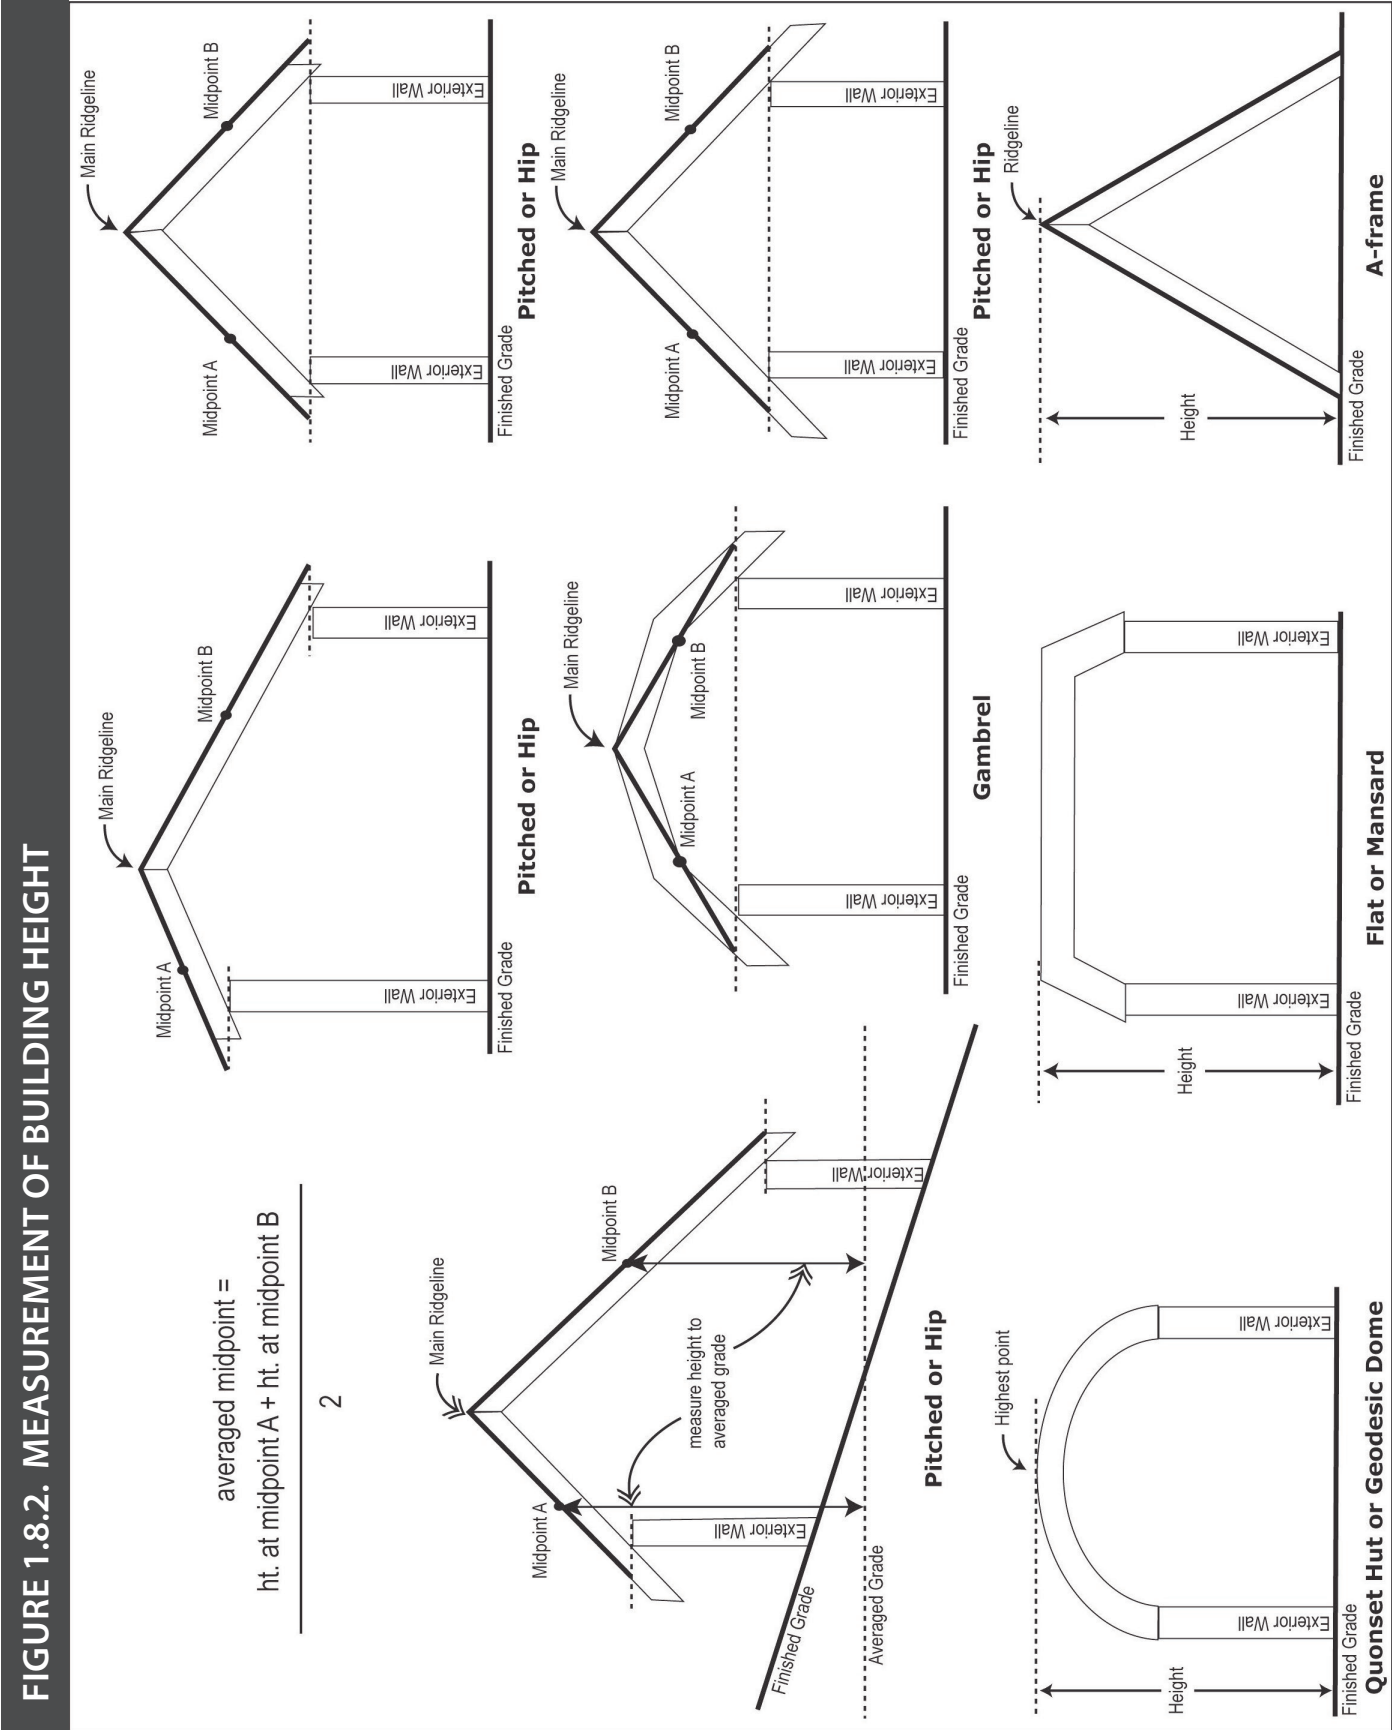 FIGURE 1.8.2. MEASUREMENT OF BUILDING HEIGHT
averaged midpoint =
ht. at midpoint A + ht. at midpoint B
2
Main Ridgeline
Midpoint A
Midpoint B
Exterior Wall
Exterior Wall
Finished Grade
Pitched or Hip
Main Ridgeline
Midpoint A
Midpoint B
Exterior Wall
Exterior Wall
Finished Grade
Pitched or Hip
Main Ridgeline
Midpoint A
Midpoint B
measure height to
averaged grade
Exterior Wall
Exterior Wall
Finished Grade
Averaged Grade
Pitched or Hip
Main Ridgeline
Midpoint A
Midpoint B
Exterior Wall
Exterior Wall
Finished Grade
Gambrel
Main Ridgeline
Midpoint A
Midpoint B
Exterior Wall
Exterior Wall
Finished Grade
Pitched or Hip
Highest point
Height
Exterior Wall
Exterior Wall
Finished Grade
Quonset Hut or Geodesic Dome
Height
Exterior Wall
Exterior Wall
Finished Grade
Flat or Mansard
Ridgeline
Height
Finished Grade
A-frame